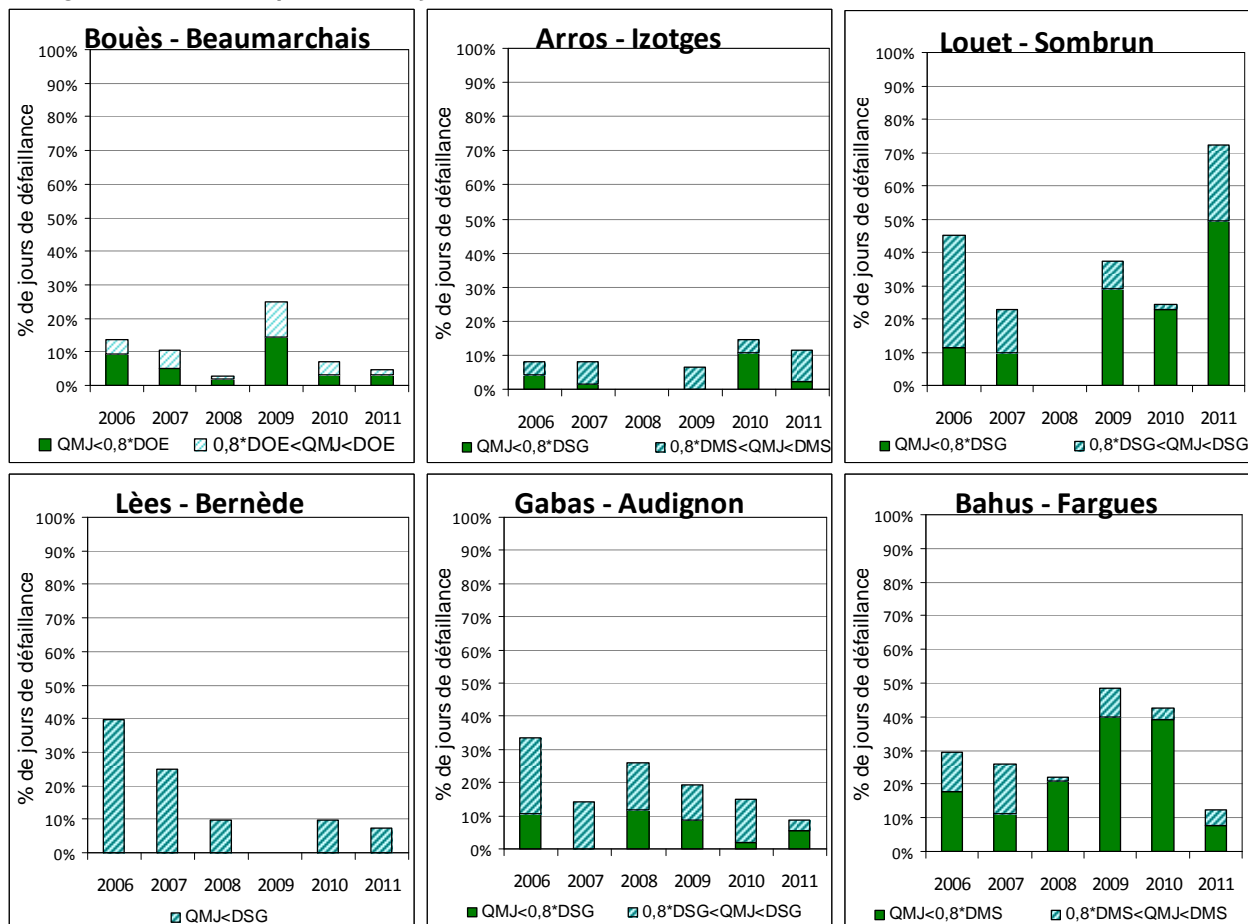 Bouès - Beaumarchais
100%
90%
80%
70%
60%
50%
40%
30%
20%
10%
0%
% de jours de défaillance
2006 2007 2008 2009 2010 2011
QMJ<0,8*DOE 0,8*DOE<QMJ<DOE
Arros - Izotges
100%
90%
80%
70%
60%
50%
40%
30%
20%
10%
0%
% de jours de défaillance
2006 2007 2008 2009 2010 2011
QMJ<0,8*DSG 0,8*DMS<QMJ<DMS
Louet - Sombrun
100%
90%
80%
70%
60%
50%
40%
30%
20%
10%
0%
% de jours de défaillance
2006 2007 2008 2009 2010 2011
QMJ<0,8*DSG 0,8*DSG<QMJ<DSG
Lèes - Bernède
100%
90%
80%
70%
60%
50%
40%
30%
20%
10%
0%
% de jours de défaillance
2006 2007 2008 2009 2010 2011
QMJ<DSG
Gabas - Audignon
100%
90%
80%
70%
60%
50%
40%
30%
20%
10%
0%
% de jours de défaillance
2006 2007 2008 2009 2010 2011
QMJ<0,8*DSG 0,8*DSG<QMJ<DSG
Bahus - Fargues
100%
90%
80%
70%
60%
50%
40%
30%
20%
10%
0%
% de jours de défaillance
2006 2007 2008 2009 2010 2011
QMJ<0,8*DMS 0,8*DMS<QMJ<DMS